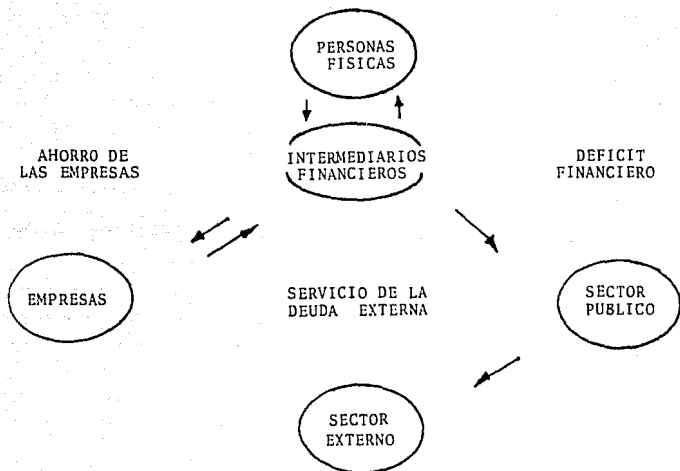 PERSONAS
FISICAS
AHORRO DE
LAS EMPRESAS
INTERMEDIARIOS
FINANCIEROS
DEFICIT
FINANCIERO
EMPRESAS
SERVICIO DE LA
DEUDA EXTERNA
SECTOR
PUBLICO
SECTOR
EXTERNO